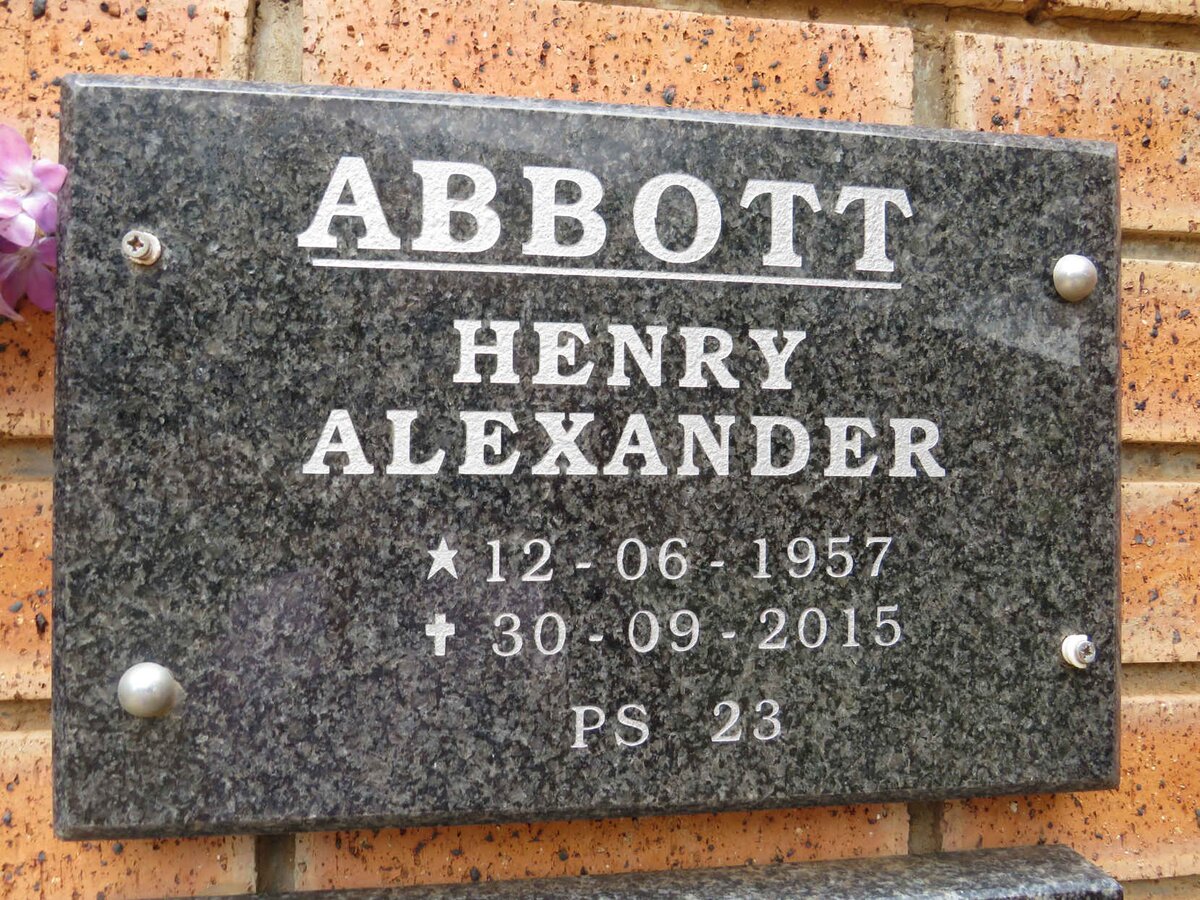 ABBOTT
HENRY
ALEXANDER
★ 12 - 06 - 1957
✝ 30 - 09 - 2015
PS 23